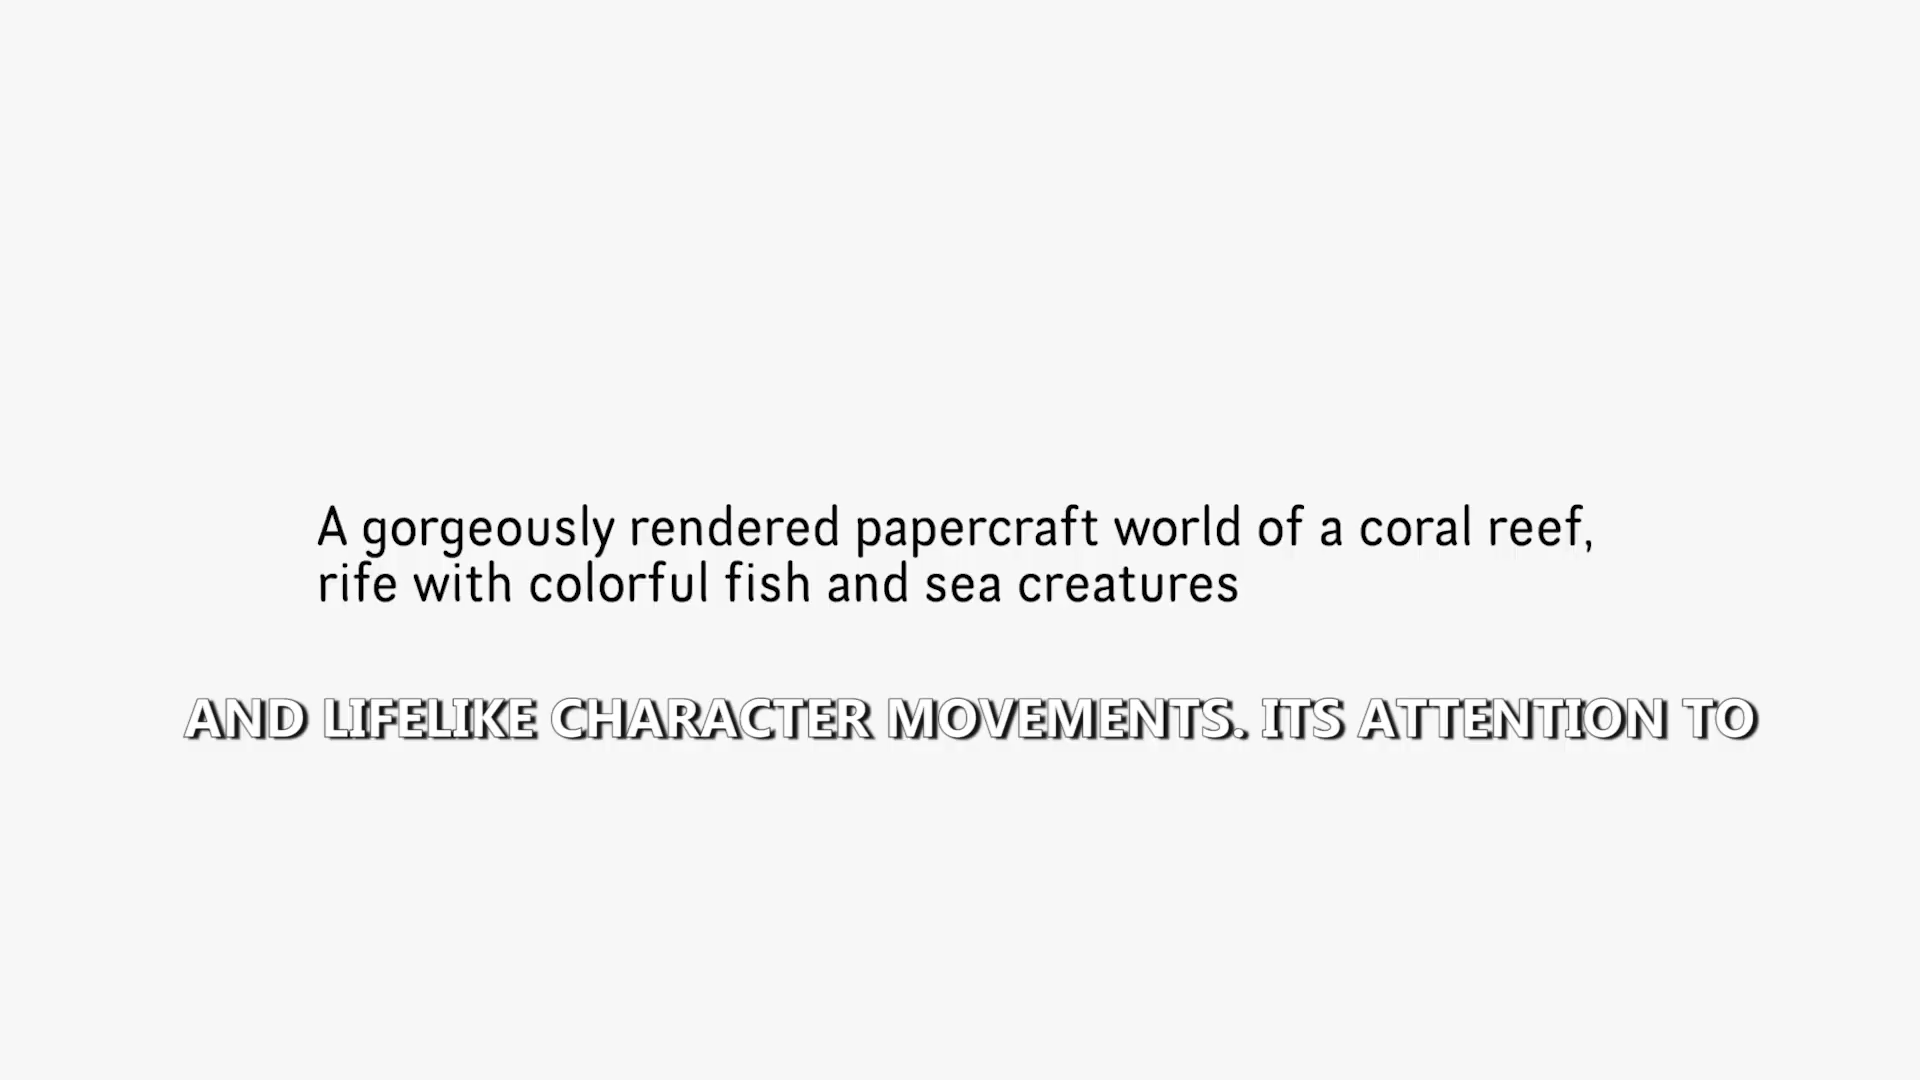 A gorgeously rendered papercraft world of a coral reef,
rife with colorful fish and sea creatures
AND LIFELIKE CHARACTER MOVEMENTS. ITS ATTENTION TO